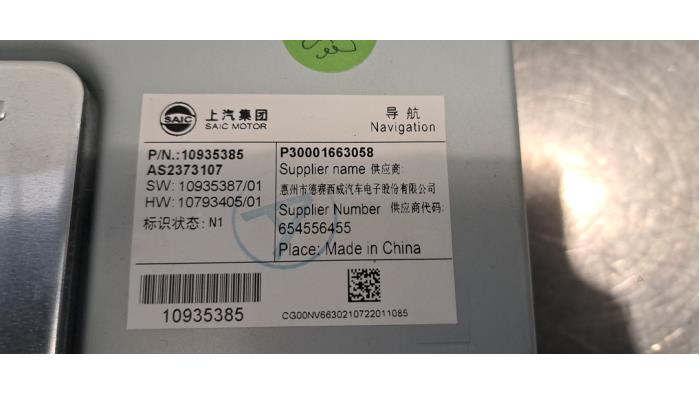 SAIC
上汽集团
SAIC MOTOR
导 航
Navigation
P/N.:10935385
AS2373107
SW: 10935387/01
HW: 10793405/01
标识状态: N1
P30001663058
Supplier name 供应商:
惠州市德赛西威汽车电子股份有限公司
Supplier Number 供应商代码:
654556455
Place: Made in China
10935385
CG00NV6630210722011085